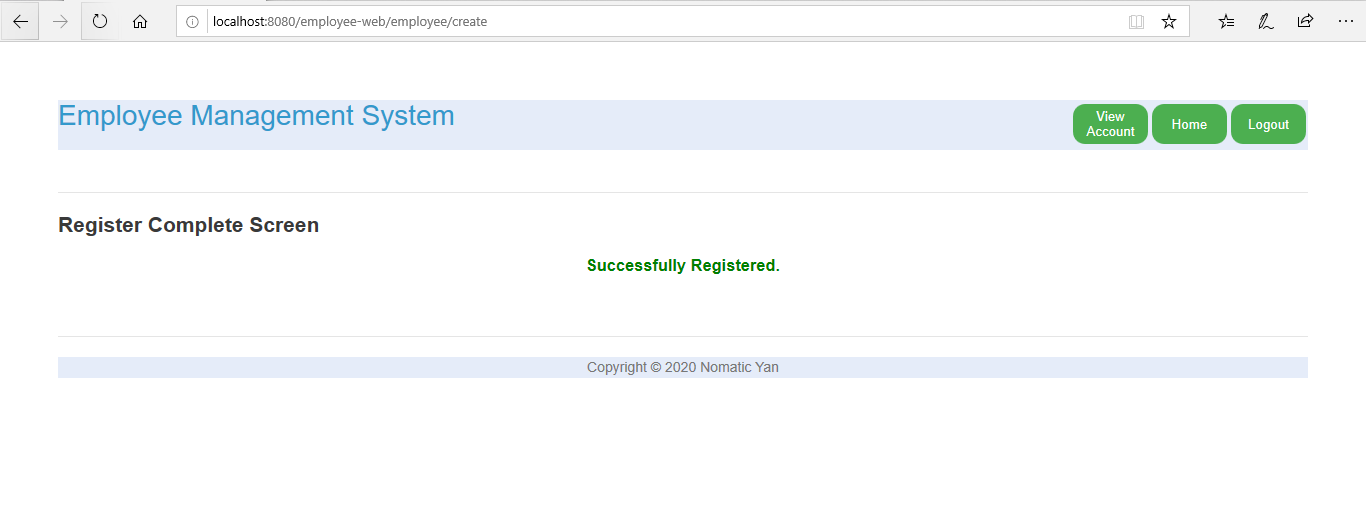 localhost:8080/employee-web/employee/create
Employee Management System
View
Account
Home
Logout
Register Complete Screen
Successfully Registered.
Copyright © 2020 Nomatic Yan